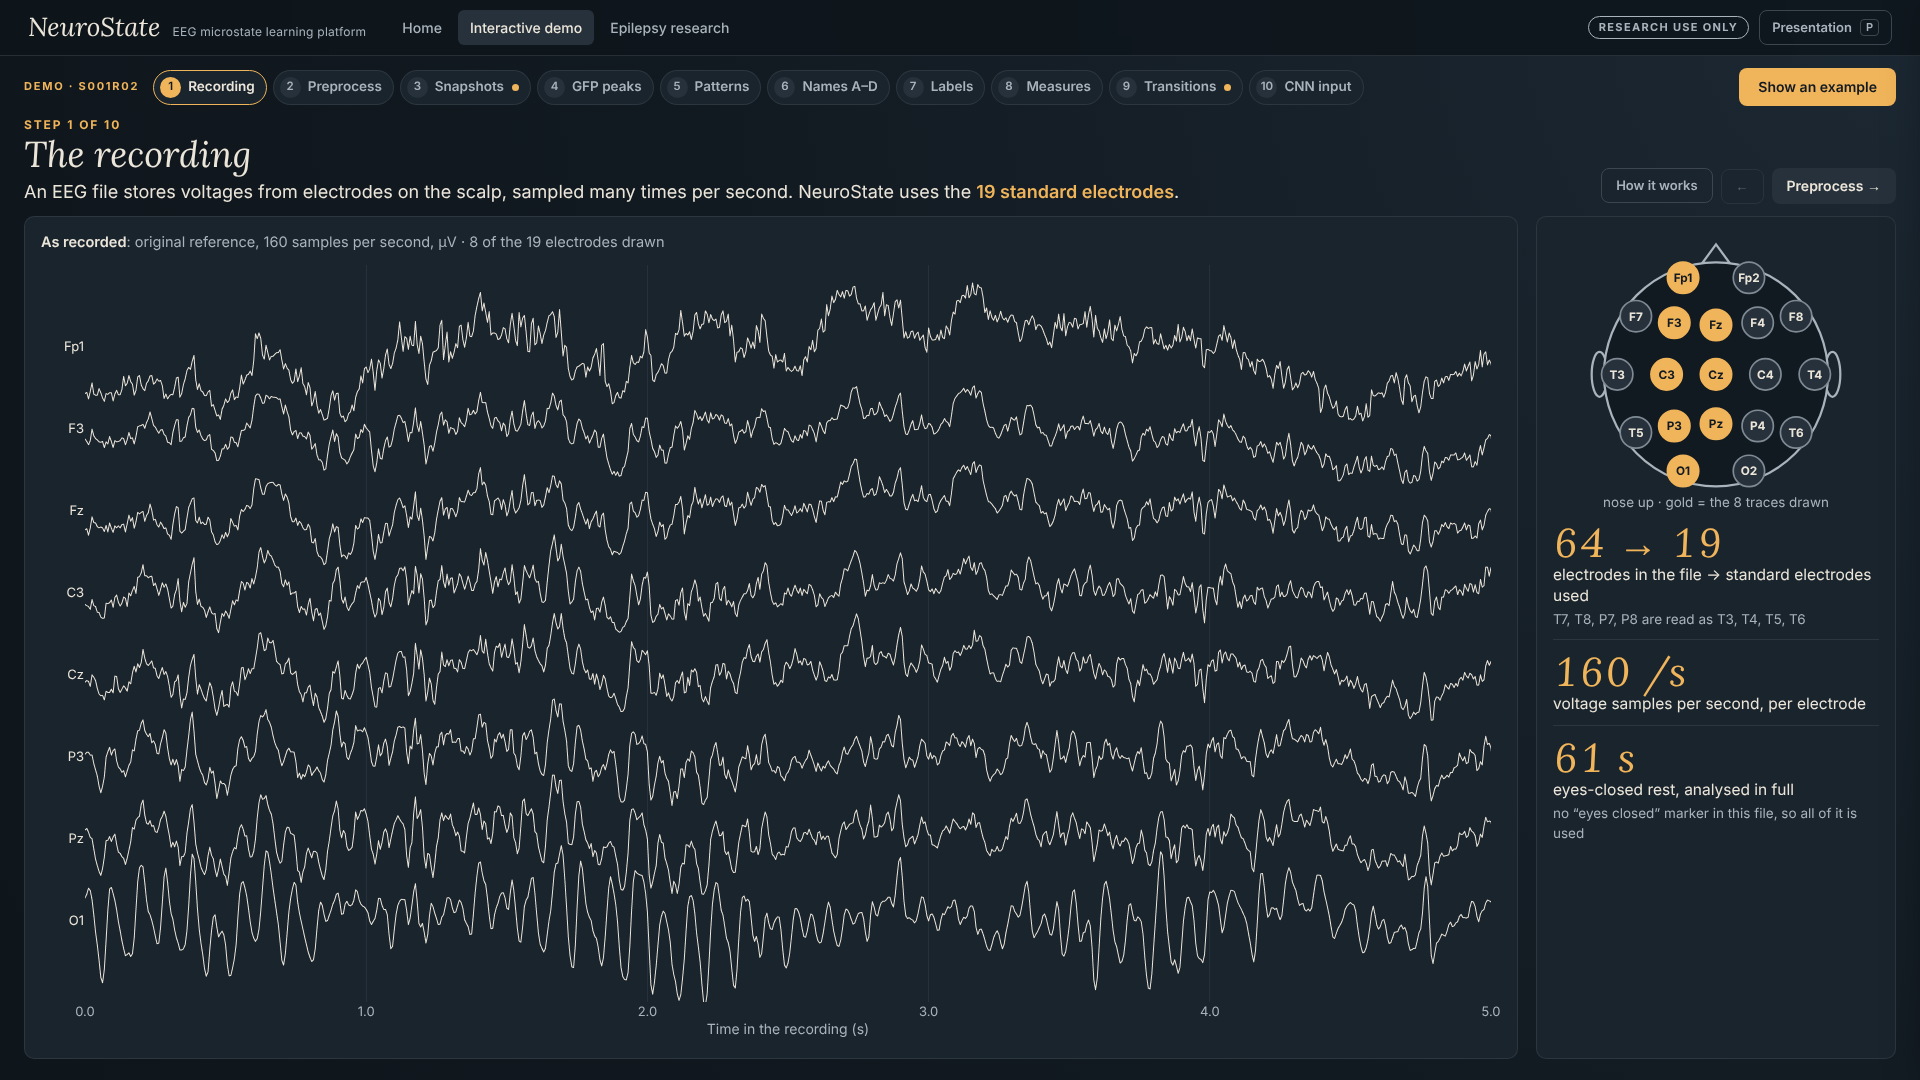 NeuroState EEG microstate learning platform Home Interactive demo Epilepsy research RESEARCH USE ONLY Presentation P
DEMO · S001R02 1 Recording 2 Preprocess 3 Snapshots 4 GFP peaks 5 Patterns 6 Names A–D 7 Labels 8 Measures 9 Transitions 10 CNN input Show an example
STEP 1 OF 10
The recording
An EEG file stores voltages from electrodes on the scalp, sampled many times per second. NeuroState uses the 19 standard electrodes.
How it works ← Preprocess →
As recorded: original reference, 160 samples per second, µV · 8 of the 19 electrodes drawn
Fp1
F3
Fz
C3
Cz
P3
Pz
O1
0.0 1.0 2.0 3.0 4.0 5.0
Time in the recording (s)
Fp1 Fp2
F7 F3 Fz F4 F8
T3 C3 Cz C4 T4
T5 P3 Pz P4 T6
O1 O2
nose up · gold = the 8 traces drawn
64 → 19
electrodes in the file → standard electrodes
used
T7, T8, P7, P8 are read as T3, T4, T5, T6
160 /s
voltage samples per second, per electrode
61 s
eyes-closed rest, analysed in full
no “eyes closed” marker in this file, so all of it is
used